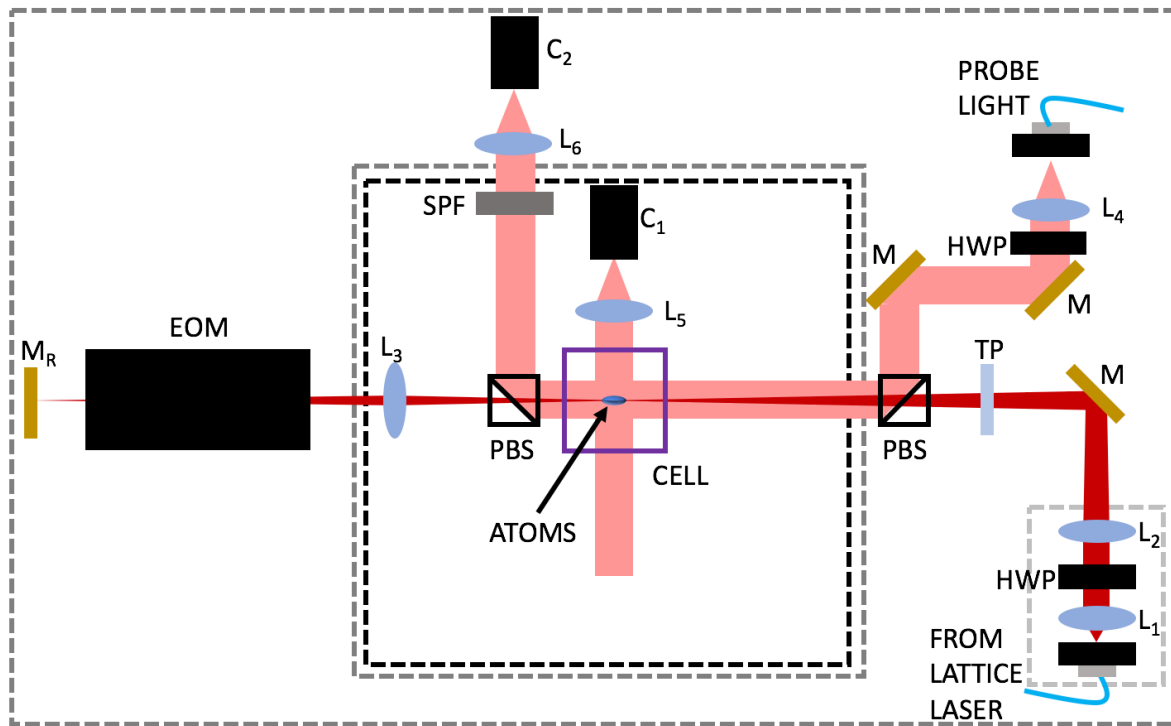 C₂
PROBE
LIGHT
L₆
SPF
C₁
L₄
HWP
M
M
L₅
EOM
M_R
L₃
TP
M
PBS
CELL
PBS
ATOMS
L₂
HWP
L₁
FROM
LATTICE
LASER